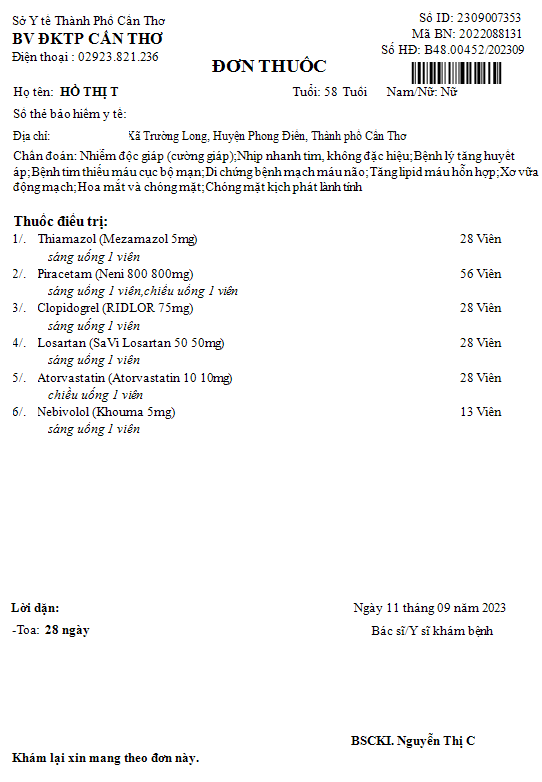 Sở Y tế Thành Phố Cần Thơ
BV ĐKTP CẦN THƠ
Điện thoại : 02923.821.236
Số ID: 2309007353
Mã BN: 2022088131
Số HĐ: B48.00452/202309
ĐƠN THUỐC
Họ tên: HỒ THỊ T Tuổi: 58 Tuổi Nam/Nữ: Nữ
Số thẻ bảo hiểm y tế:
Địa chỉ: Xã Trường Long, Huyện Phong Điền, Thành phố Cần Thơ
Chẩn đoán: Nhiễm độc giáp (cường giáp);Nhịp nhanh tim, không đặc hiệu;Bệnh lý tăng huyết
áp;Bệnh tim thiếu máu cục bộ mạn;Di chứng bệnh mạch máu não;Tăng lipid máu hỗn hợp;Xơ vữa
động mạch;Hoa mắt và chóng mặt;Chóng mặt kịch phát lành tính
Thuốc điều trị:
1/. Thiamazol (Mezamazol 5mg) 28 Viên
sáng uống 1 viên
2/. Piracetam (Neni 800 800mg) 56 Viên
sáng uống 1 viên,chiều uống 1 viên
3/. Clopidogrel (RIDLOR 75mg) 28 Viên
sáng uống 1 viên
4/. Losartan (SaVi Losartan 50 50mg) 28 Viên
sáng uống 1 viên
5/. Atorvastatin (Atorvastatin 10 10mg) 28 Viên
chiều uống 1 viên
6/. Nebivolol (Khouma 5mg) 13 Viên
sáng uống 1 viên
Lời dặn:
-Toa: 28 ngày
Ngày 11 tháng 09 năm 2023
Bác sĩ/Y sĩ khám bệnh
BSCKI. Nguyễn Thị C
Khám lại xin mang theo đơn này.